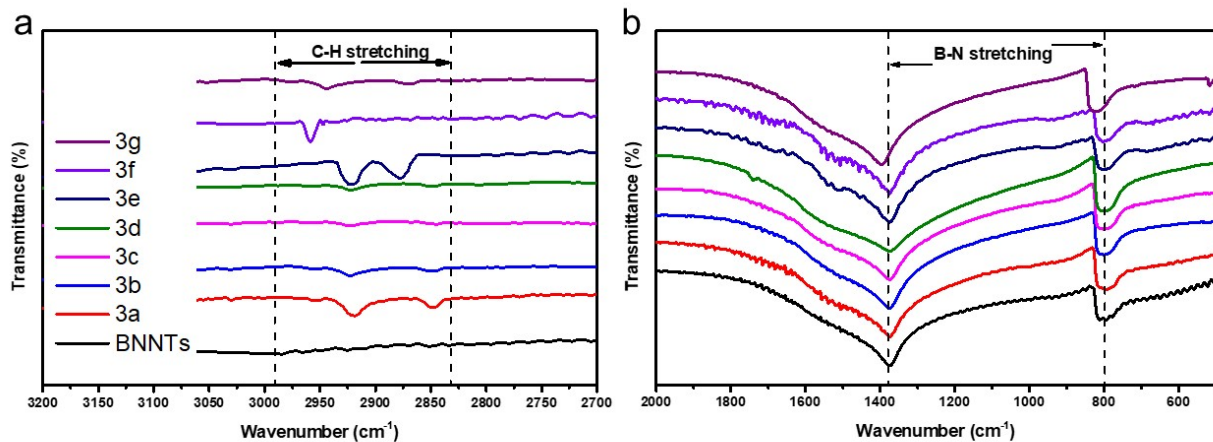 a
C-H stretching
Transmittance (%)
3g
3f
3e
3d
3c
3b
3a
BNNTs
3200 3150 3100 3050 3000 2950 2900 2850 2800 2750 2700
Wavenumber (cm-1)
b
B-N stretching
Transmittance (%)
2000 1800 1600 1400 1200 1000 800 600
Wavenumber (cm-1)